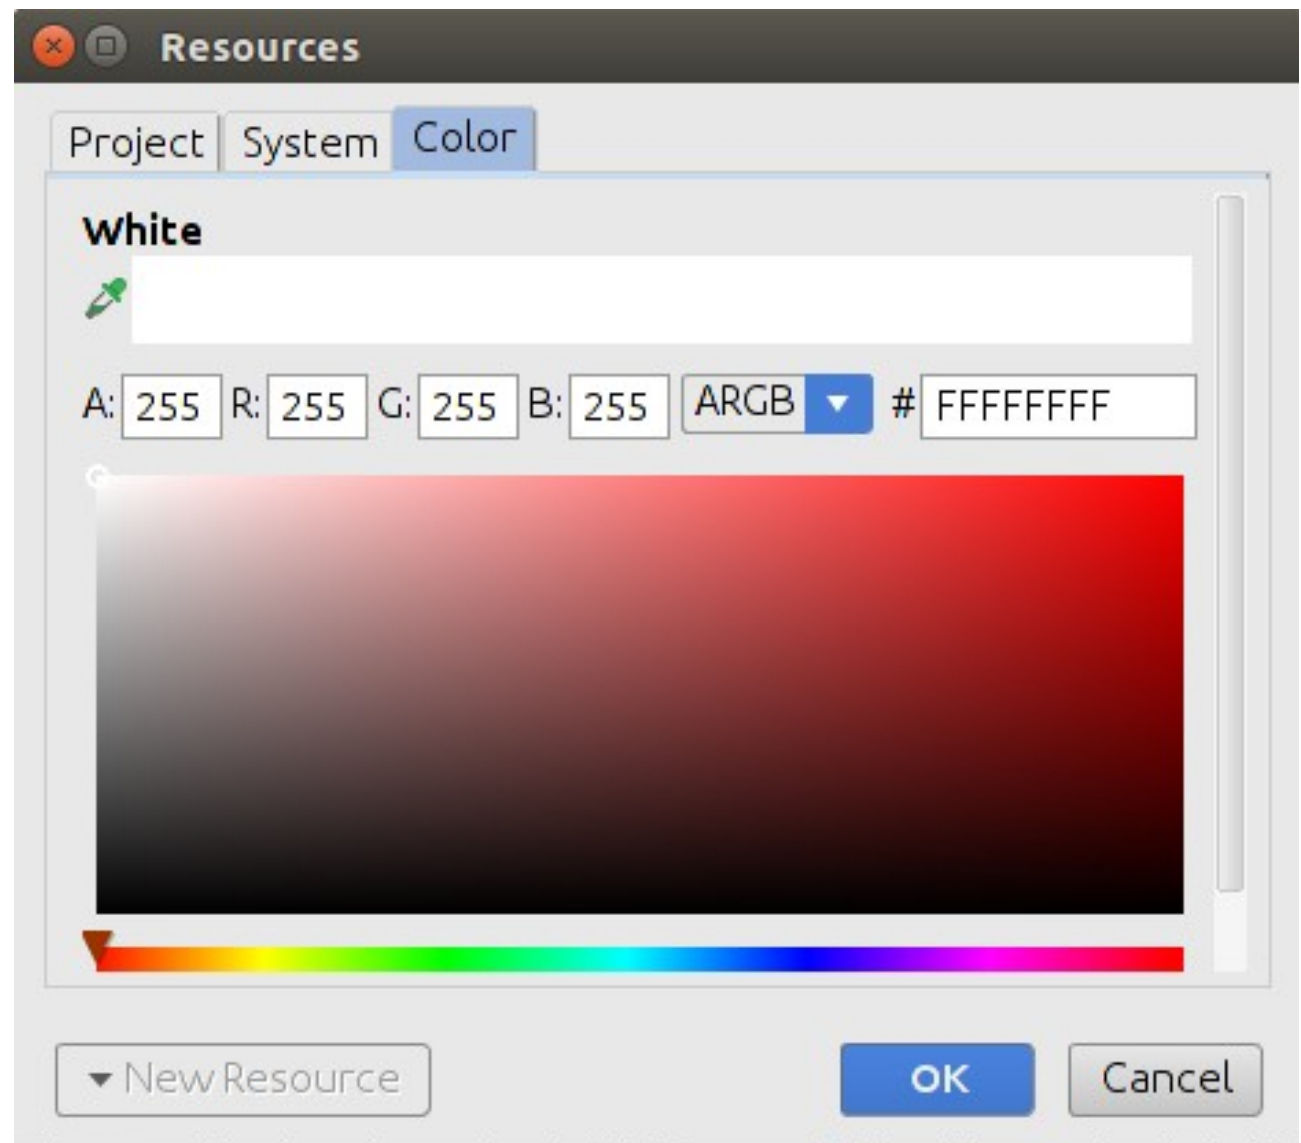 Resources
Project System Color
White
A: 255 R: 255 G: 255 B: 255 ARGB # FFFFFFFF
New Resource OK Cancel